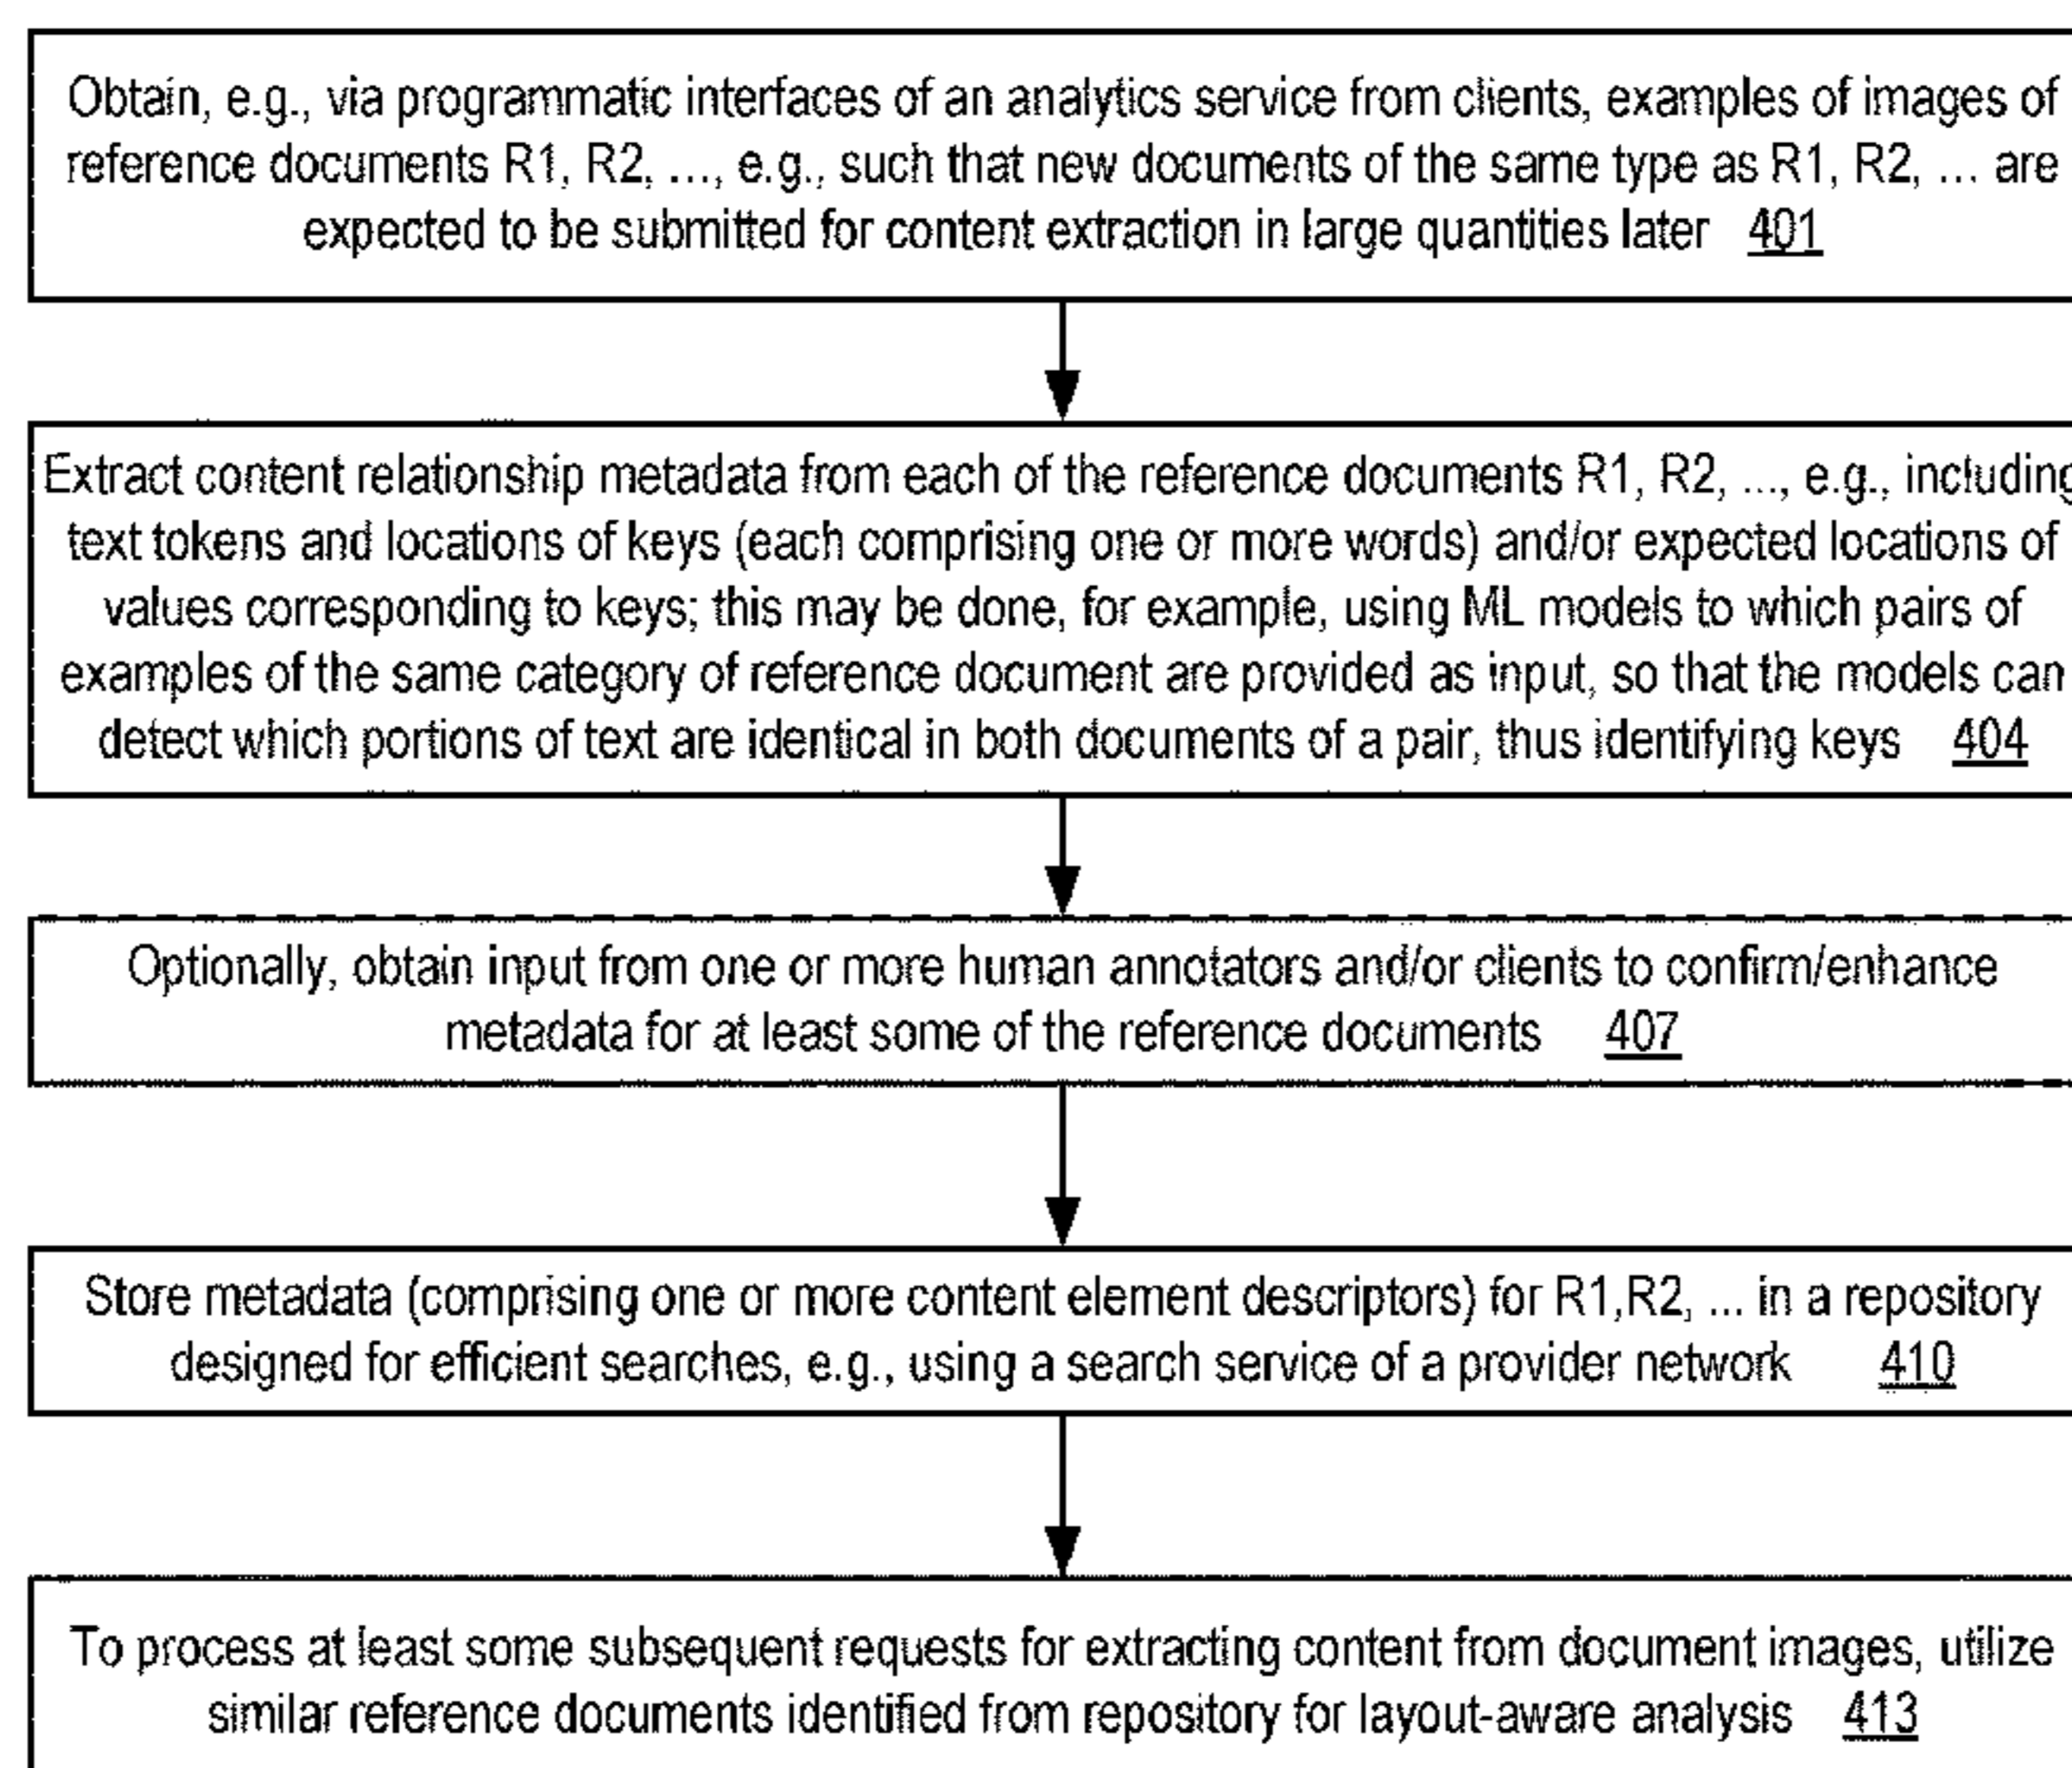 Obtain, e.g., via programmatic interfaces of an analytics service from clients, examples of images of
reference documents R1, R2, ..., e.g., such that new documents of the same type as R1, R2, ... are
expected to be submitted for content extraction in large quantities later 401
Extract content relationship metadata from each of the reference documents R1, R2, ..., e.g., including
text tokens and locations of keys (each comprising one or more words) and/or expected locations of
values corresponding to keys; this may be done, for example, using ML models to which pairs of
examples of the same category of reference document are provided as input, so that the models can
detect which portions of text are identical in both documents of a pair, thus identifying keys 404
Optionally, obtain input from one or more human annotators and/or clients to confirm/enhance
metadata for at least some of the reference documents 407
Store metadata (comprising one or more content element descriptors) for R1,R2, ... in a repository
designed for efficient searches, e.g., using a search service of a provider network 410
To process at least some subsequent requests for extracting content from document images, utilize
similar reference documents identified from repository for layout-aware analysis 413